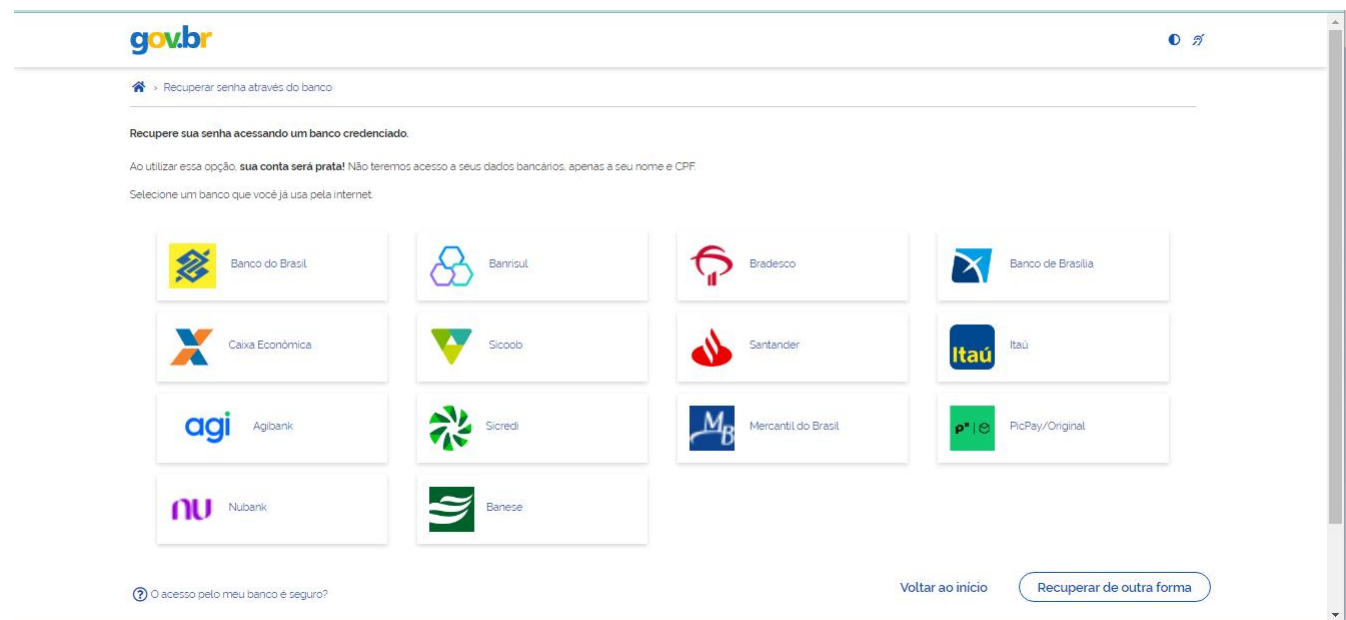 gov.br
Recuperar senha através do banco
Recupere sua senha acessando um banco credenciado.
Ao utilizar essa opção, sua conta será prata! Não teremos acesso a seus dados bancários, apenas a seu nome e CPF.
Selecione um banco que você já usa pela internet.
Banco do Brasil
Banrisul
Bradesco
Banco de Brasília
Caixa Econômica
Sicoob
Santander
Itaú Itaú
agi Agibank
Sicredi
MB Mercantil do Brasil
PicPay/Original
nu Nubank
Banese
Voltar ao início
Recuperar de outra forma
O acesso pelo meu banco é seguro?